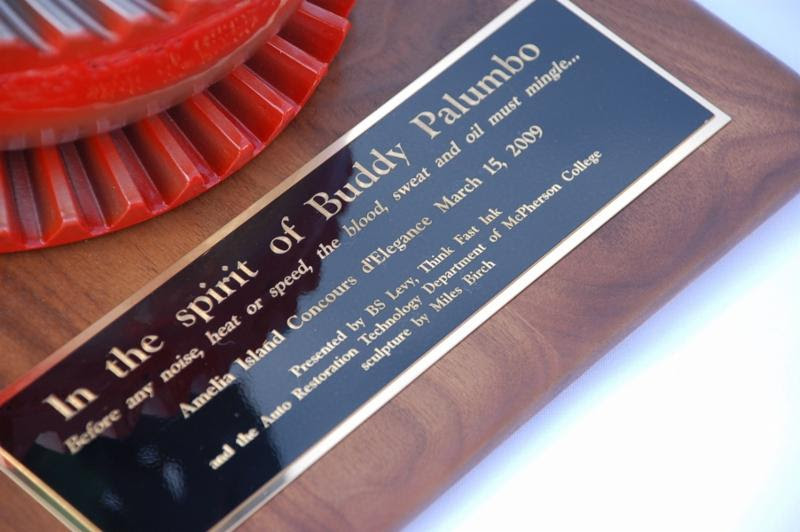 In the spirit of Buddy Palumbo
Before any noise, heat or speed, the blood, sweat and oil must mingle...
Amelia Island Concours d'Elegance March 15, 2009
Presented by BS Levy, Think Fast Ink
and the Auto Restoration Technology Department of McPherson College
sculpture by Miles Birch